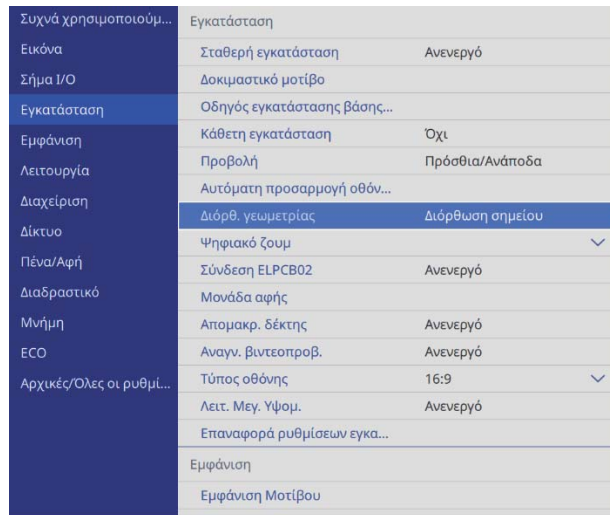 Συχνά χρησιμοποιούμ...
Εικόνα
Σήμα I/O
Εγκατάσταση
Εμφάνιση
Λειτουργία
Διαχείριση
Δίκτυο
Πένα/Αφή
Διαδραστικό
Μνήμη
ECO
Αρχικές/Όλες οι ρυθμί...
Εγκατάσταση
Σταθερή εγκατάσταση Ανενεργό
Δοκιμαστικό μοτίβο
Οδηγός εγκατάστασης βάσης...
Κάθετη εγκατάσταση Όχι
Προβολή Πρόσθια/Ανάποδα
Αυτόματη προσαρμογή οθόν...
Διόρθ. γεωμετρίας Διόρθωση σημείου
Ψηφιακό ζουμ
Σύνδεση ELPCB02 Ανενεργό
Μονάδα αφής
Απομακρ. δέκτης Ανενεργό
Αναγν. βιντεοπροβ. Ανενεργό
Τύπος οθόνης 16:9
Λειτ. Μεγ. Υψομ. Ανενεργό
Επαναφορά ρυθμίσεων εγκα...
Εμφάνιση
Εμφάνιση Μοτίβου